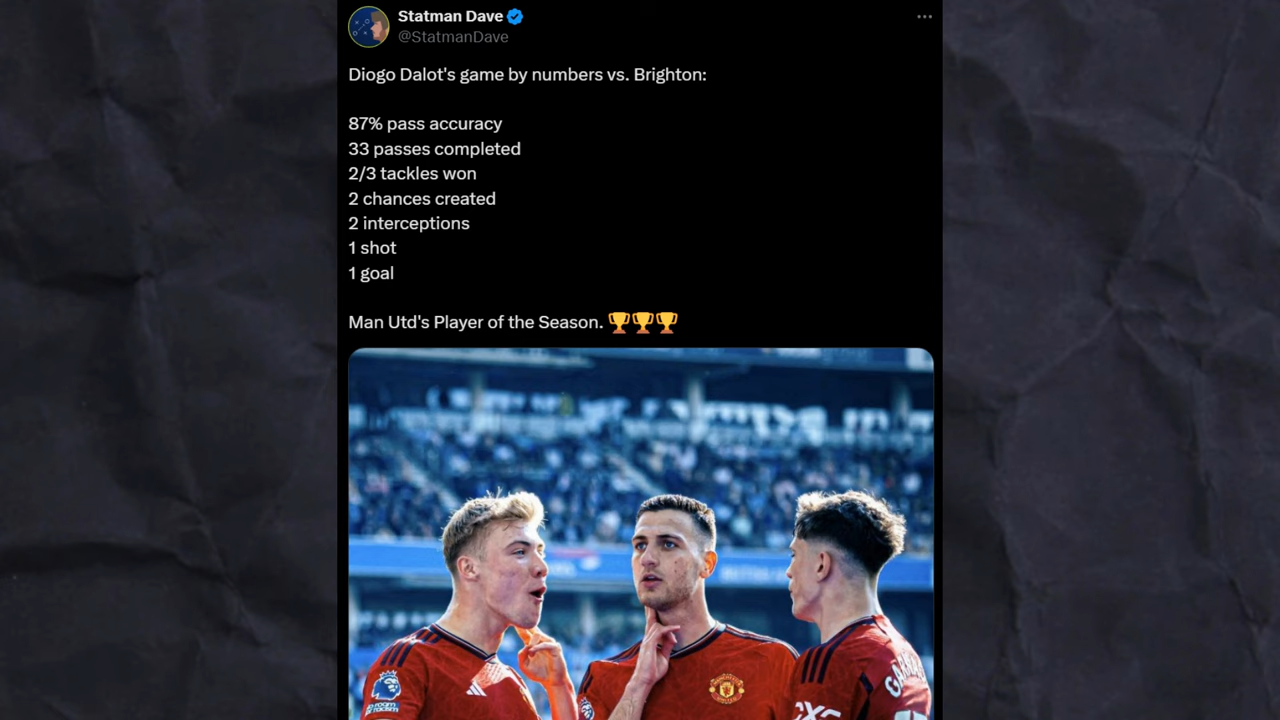 Statman Dave
@StatmanDave
Diogo Dalot's game by numbers vs. Brighton:
87% pass accuracy
33 passes completed
2/3 tackles won
2 chances created
2 interceptions
1 shot
1 goal
Man Utd's Player of the Season. 🏆🏆🏆